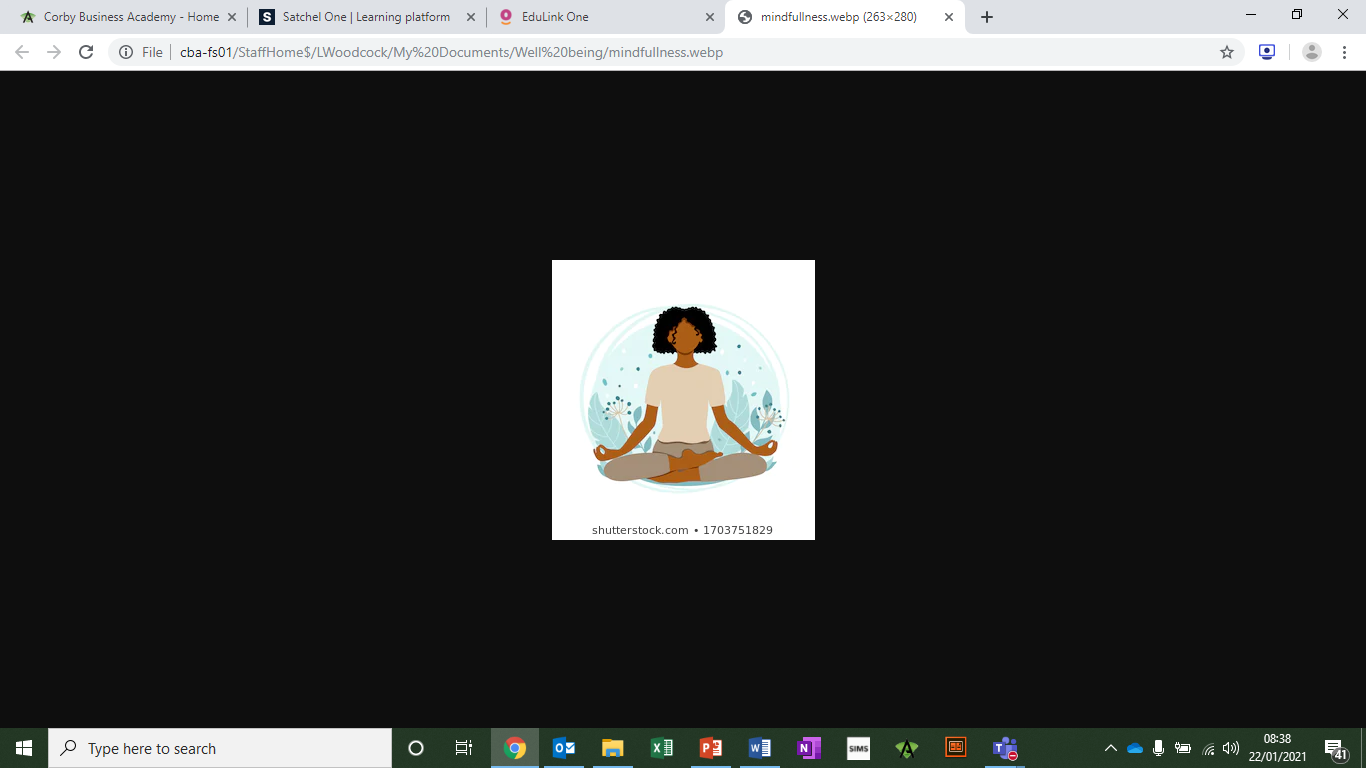 Corby Business Academy - Home
Satchel One | Learning platform
EduLink One
mindfullness.webp (263×280)
File
cba-fs01/StaffHome$/LWoodcock/My%20Documents/Well%20being/mindfullness.webp
shutterstock.com • 1703751829
Type here to search
SIMS
08:38
22/01/2021
41